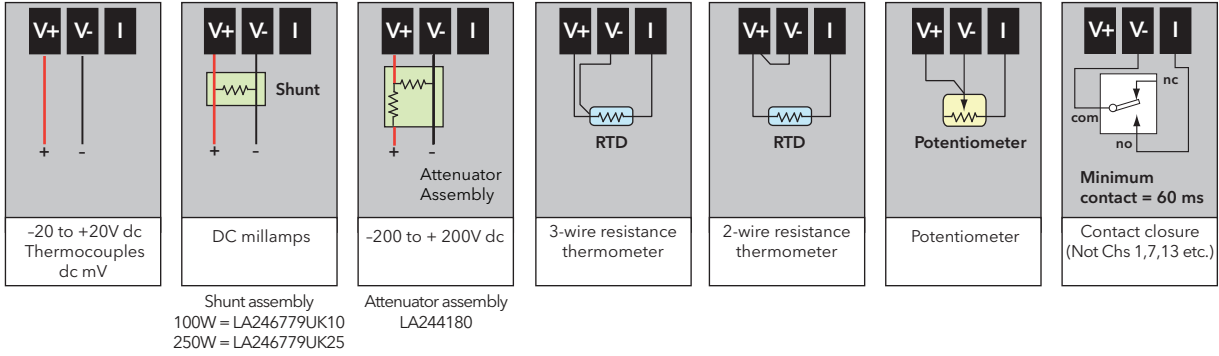 V+ V- I
+ -
-20 to +20V dc
Thermocouples
dc mV
V+ V- I
Shunt
+ -
DC millamps
Shunt assembly
100W = LA246779UK10
250W = LA246779UK25
V+ V- I
+ -
Attenuator
Assembly
-200 to + 200V dc
Attenuator assembly
LA244180
V+ V- I
RTD
3-wire resistance
thermometer
V+ V- I
RTD
2-wire resistance
thermometer
V+ V- I
Potentiometer
Potentiometer
V+ V- I
nc
com
no
Minimum
contact = 60 ms
Contact closure
(Not Chs 1,7,13 etc.)